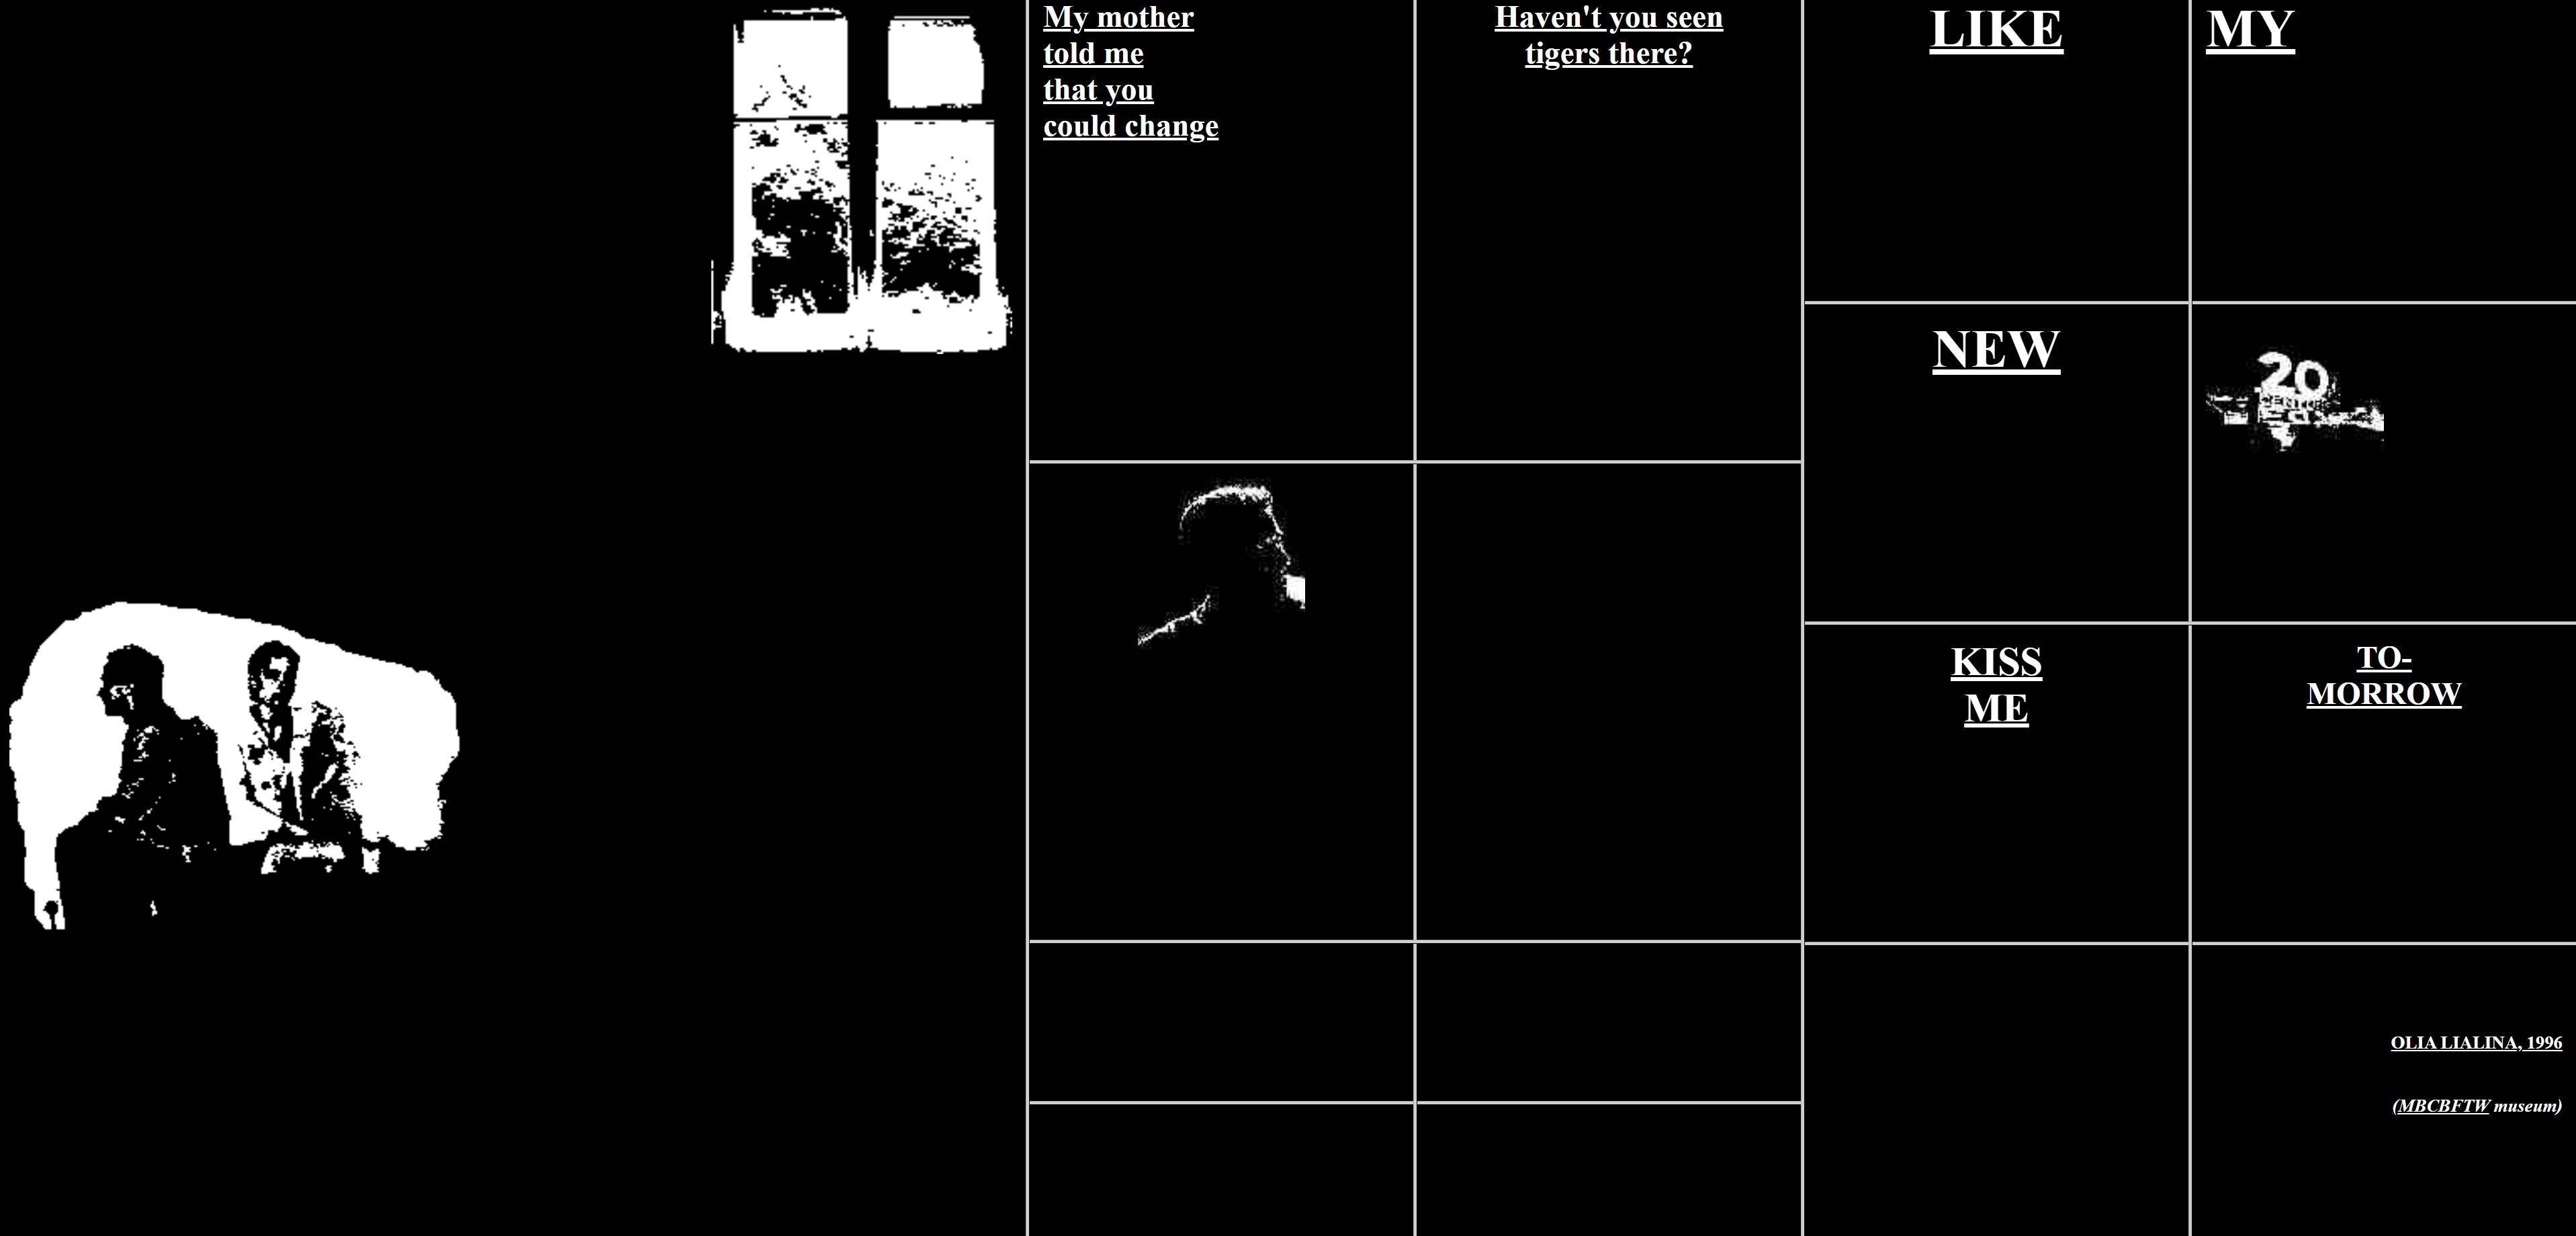 My mother
told me
that you
could change
Haven't you seen
tigers there?
LIKE
MY
NEW
20
KISS
ME
TO-
MORROW
OLIA LIALINA, 1996
(MBCBFTW museum)